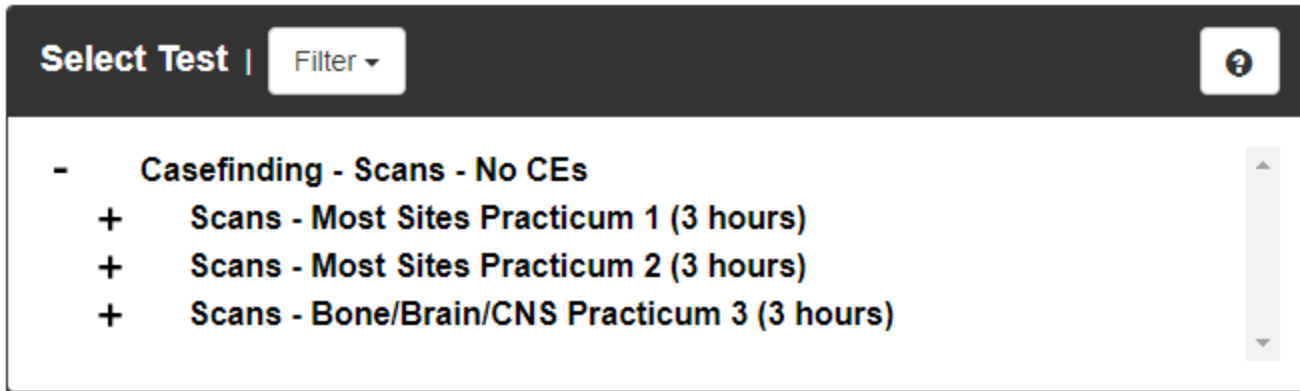 Select Test | Filter
- Casefinding - Scans - No CEs
+ Scans - Most Sites Practicum 1 (3 hours)
+ Scans - Most Sites Practicum 2 (3 hours)
+ Scans - Bone/Brain/CNS Practicum 3 (3 hours)